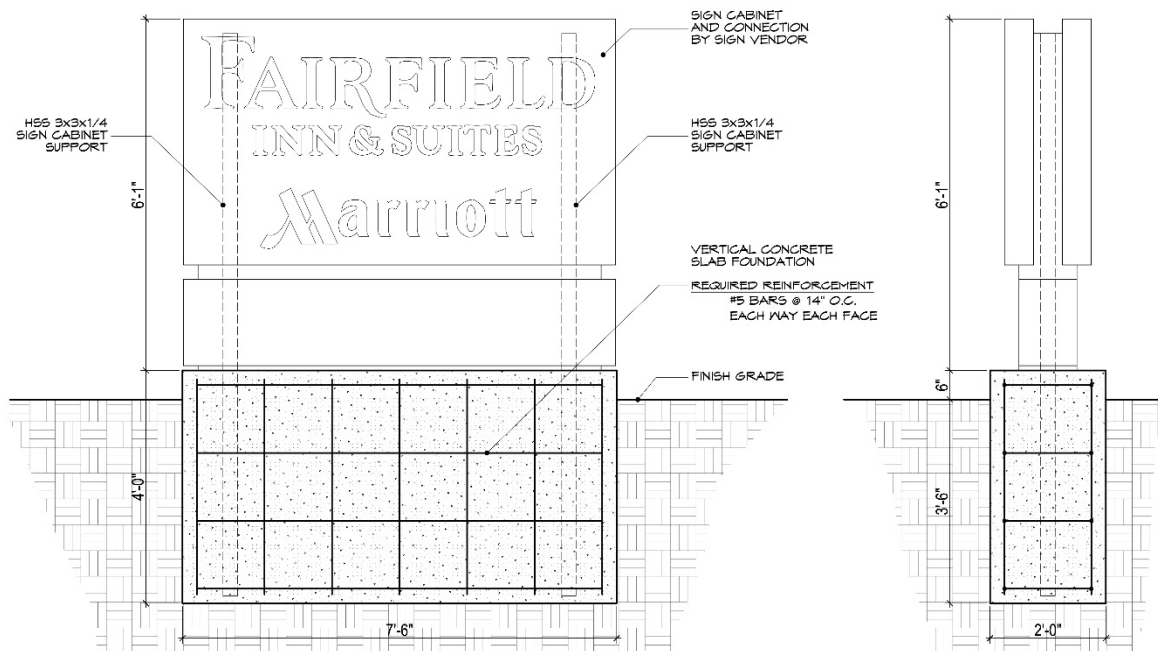 SIGN CABINET
AND CONNECTION
BY SIGN VENDOR
FAIRFIELD
INN & SUITES
Marriott
HSS 3x3x1/4
SIGN CABINET
SUPPORT
HSS 3x3x1/4
SIGN CABINET
SUPPORT
6'-1"
6'-1"
VERTICAL CONCRETE
SLAB FOUNDATION
REQUIRED REINFORCEMENT
#5 BARS @ 14" O.C.
EACH WAY EACH FACE
FINISH GRADE
6"
4'-0"
3'-6"
7'-6"
2'-0"